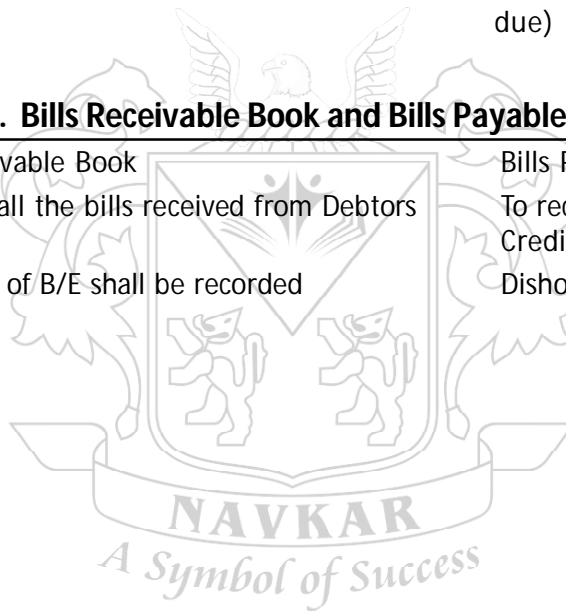 due)
. Bills Receivable Book and Bills Payable
vable Book Bills P
all the bills received from Debtors To rec
Credi
of B/E shall be recorded Disho
NAVKAR
A Symbol of Success